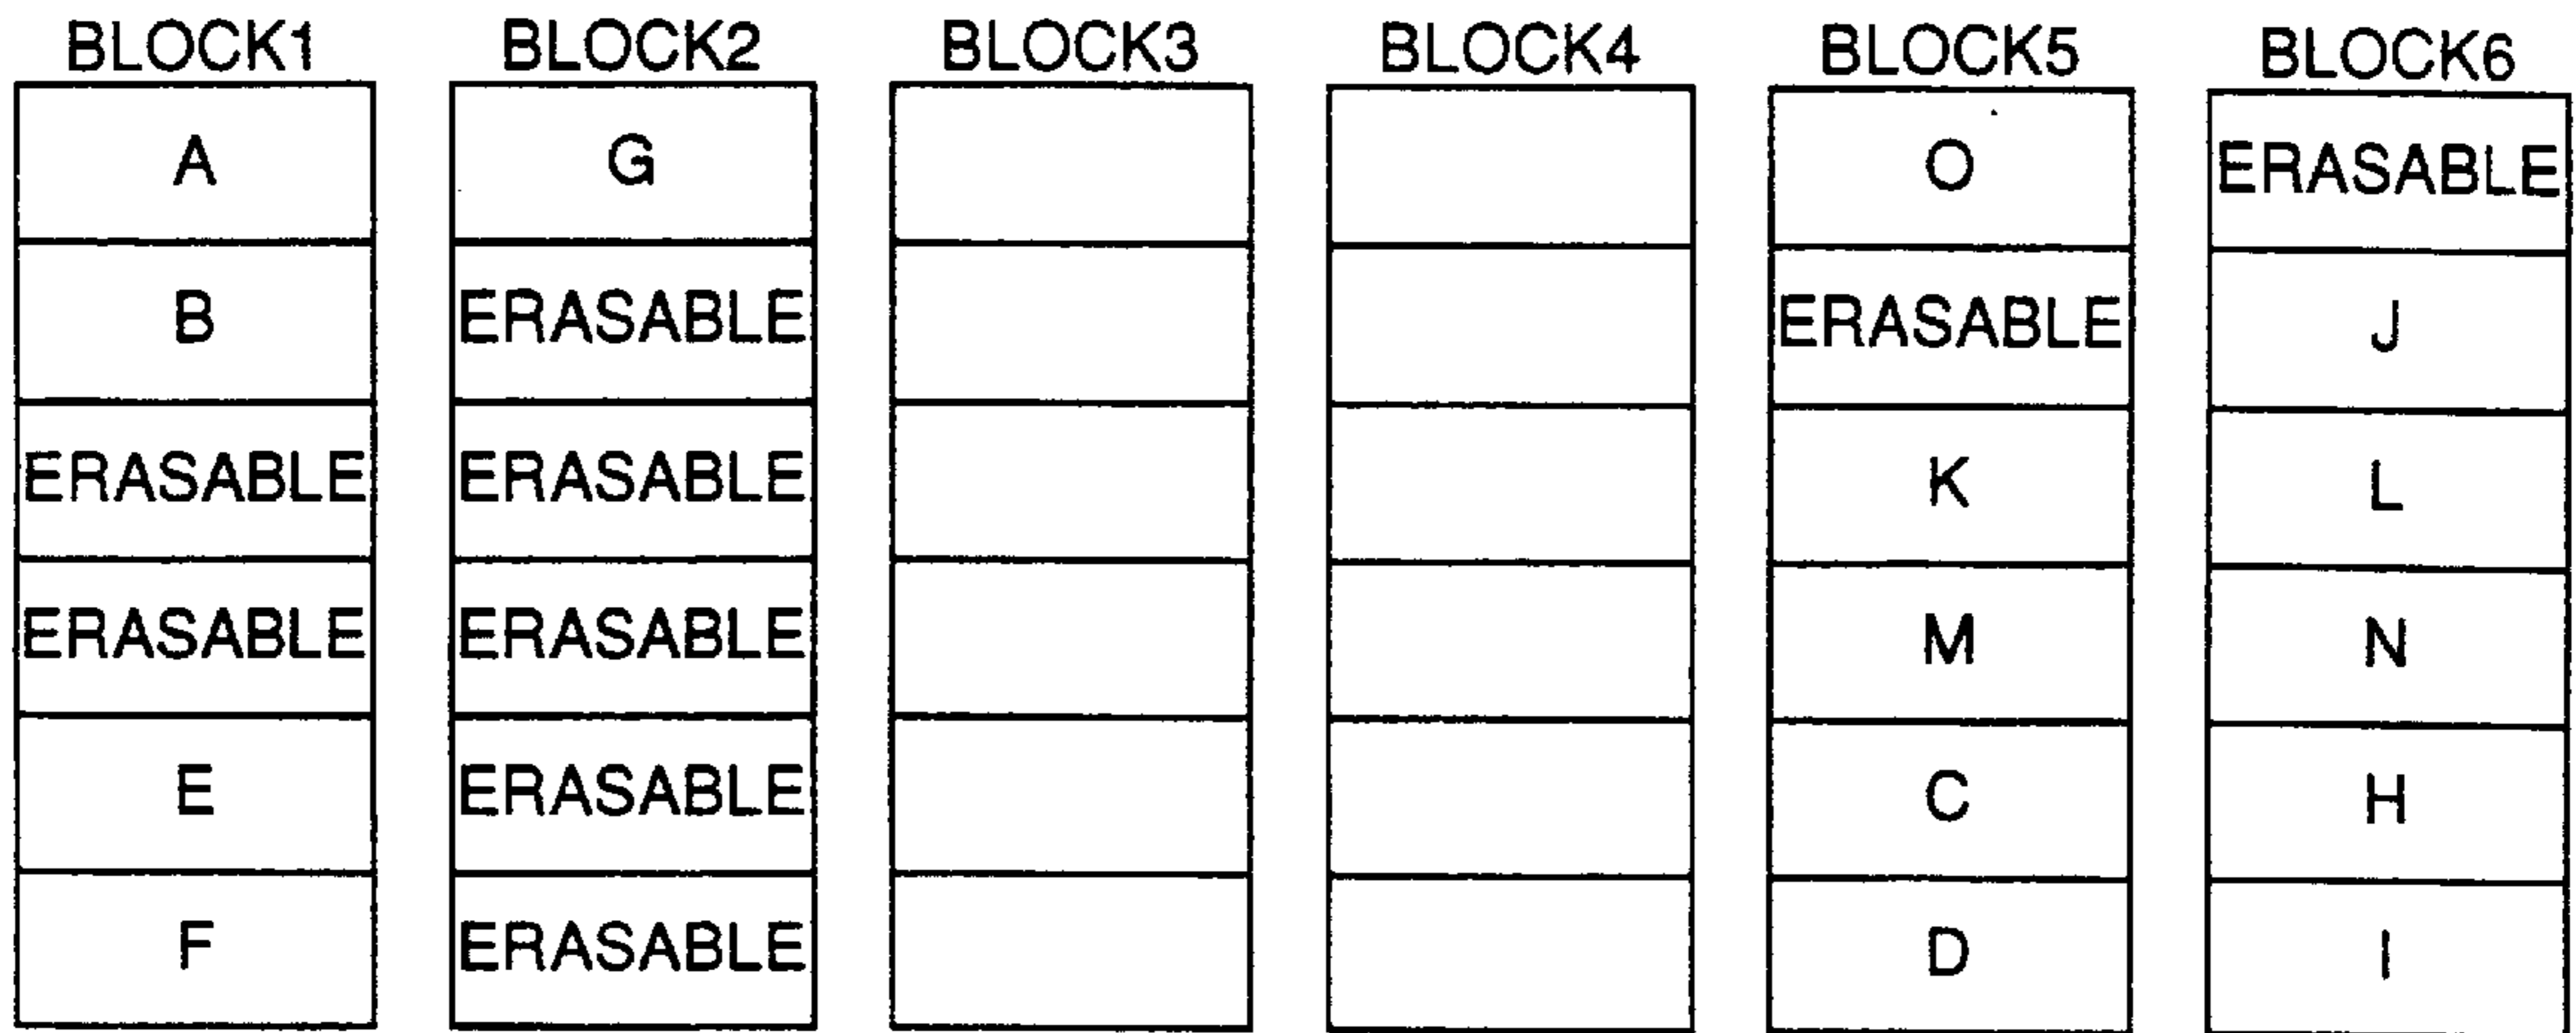 BLOCK1 BLOCK2 BLOCK3 BLOCK4 BLOCK5 BLOCK6
A G O ERASABLE
B ERASABLE ERASABLE J
ERASABLE ERASABLE K L
ERASABLE ERASABLE M N
E ERASABLE C H
F ERASABLE D I